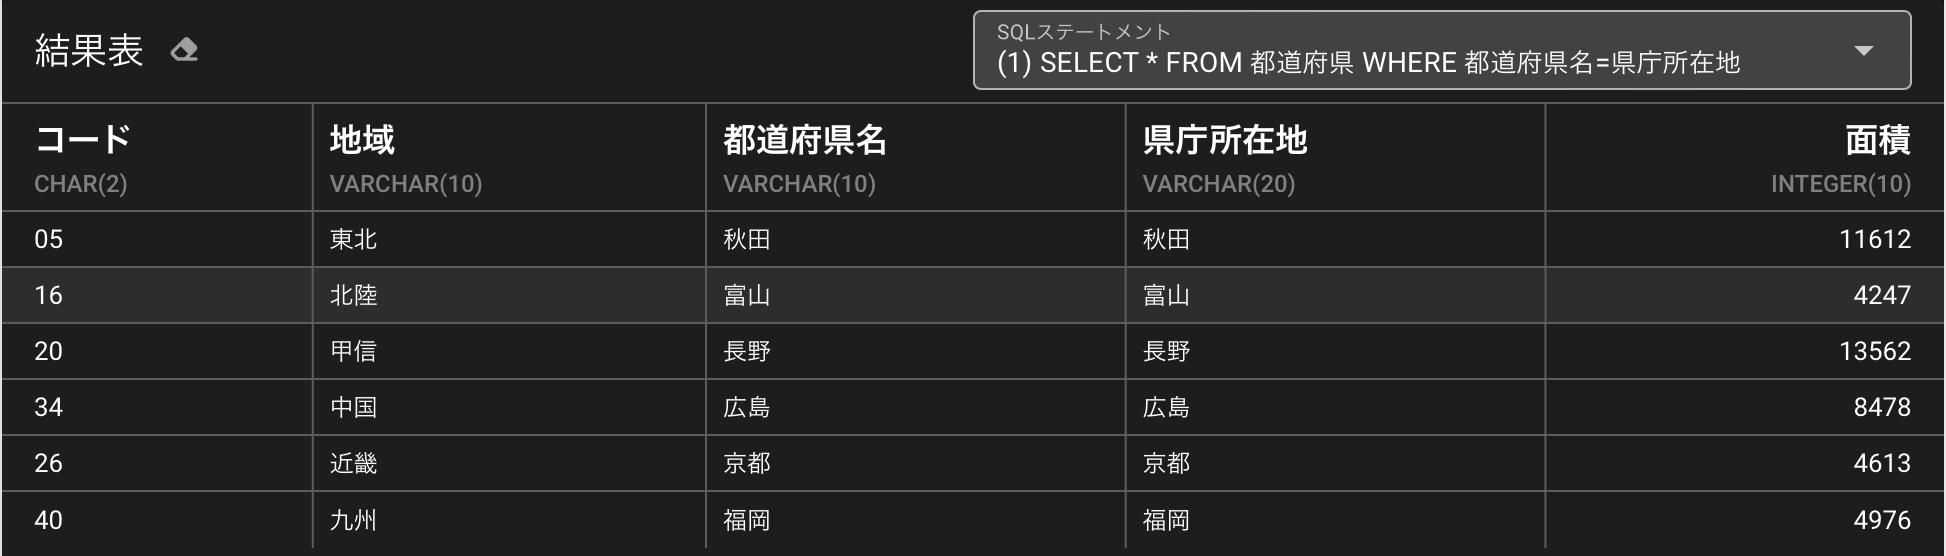 結果表
SQLステートメント
(1) SELECT * FROM 都道府県 WHERE 都道府県名=県庁所在地
コード 地域 都道府県名 県庁所在地 面積
CHAR(2) VARCHAR(10) VARCHAR(10) VARCHAR(20) INTEGER(10)
05 東北 秋田 秋田 11612
16 北陸 富山 富山 4247
20 甲信 長野 長野 13562
34 中国 広島 広島 8478
26 近畿 京都 京都 4613
40 九州 福岡 福岡 4976